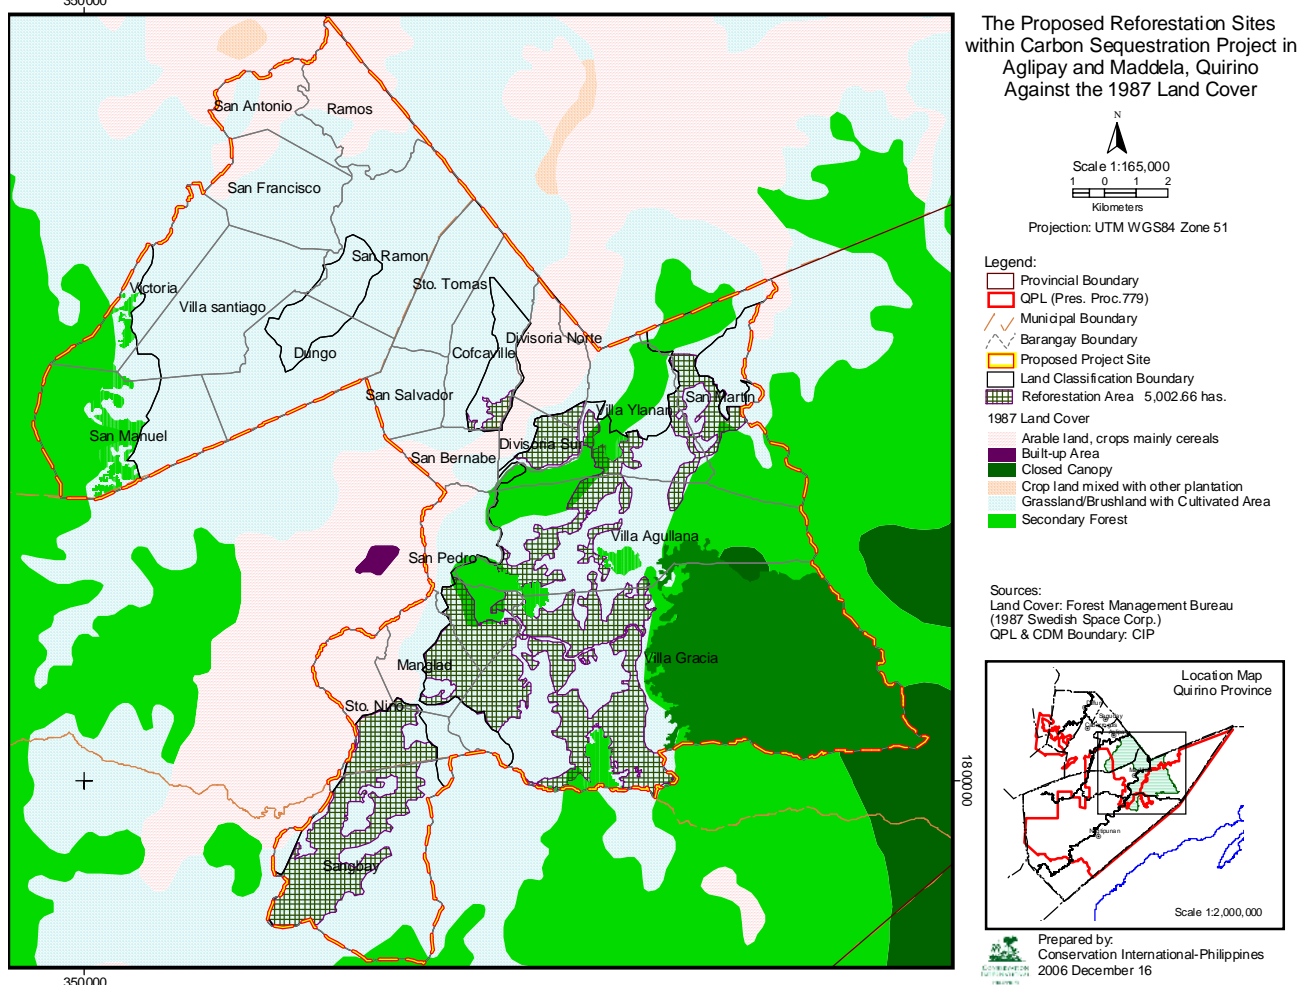 350000
The Proposed Reforestation Sites
within Carbon Sequestration Project in
Aglipay and Maddela, Quirino
Against the 1987 Land Cover
N
Scale 1:165,000
1 0 1 2
Kilometers
Projection: UTM WGS84 Zone 51
Legend:
Provincial Boundary
QPL (Pres. Proc.779)
Municipal Boundary
Barangay Boundary
Proposed Project Site
Land Classification Boundary
Reforestation Area 5,002.66 has.
1987 Land Cover
Arable land, crops mainly cereals
Built-up Area
Closed Canopy
Crop land mixed with other plantation
Grassland/Brushland with Cultivated Area
Secondary Forest
Sources:
Land Cover: Forest Management Bureau
(1987 Swedish Space Corp.)
QPL & CDM Boundary: CIP
Location Map
Quirino Province
Scale 1:2,000,000
Prepared by:
Conservation International-Philippines
2006 December 16
San Antonio
Ramos
San Francisco
San Ramon
Victoria
Sto. Tomas
Villa santiago
Divisoria Norte
Dungo
Cofcaville
San Salvador
San Martin
Villa Ylanan
San Manuel
Divisoria Sur
San Bernabe
Villa Agullana
San Pedro
Villa Gracia
Manglad
Sto. Nino
Sangbay
1800000
350000